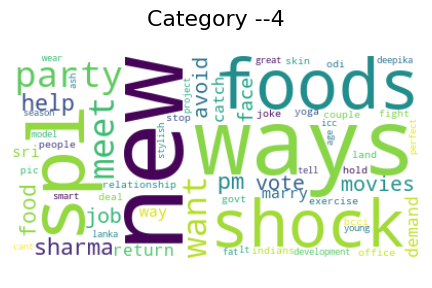 Category --4
wear
party
ash
season
help
model
people
sri
pic
food
relationship
smart
deal
job
way
sharma
cant
lanka
return
spl
meet
new
stylish
project
stop
want
avoid
catch
face
foods
great
skin
odi
deepika
joke
yoga
couple
fight
ways
age
icc
perfect
tell
land
pm
vote
hold
movies
marry
govt
exercise
shock
bcci
young
demand
fat
lt
indians
development
office